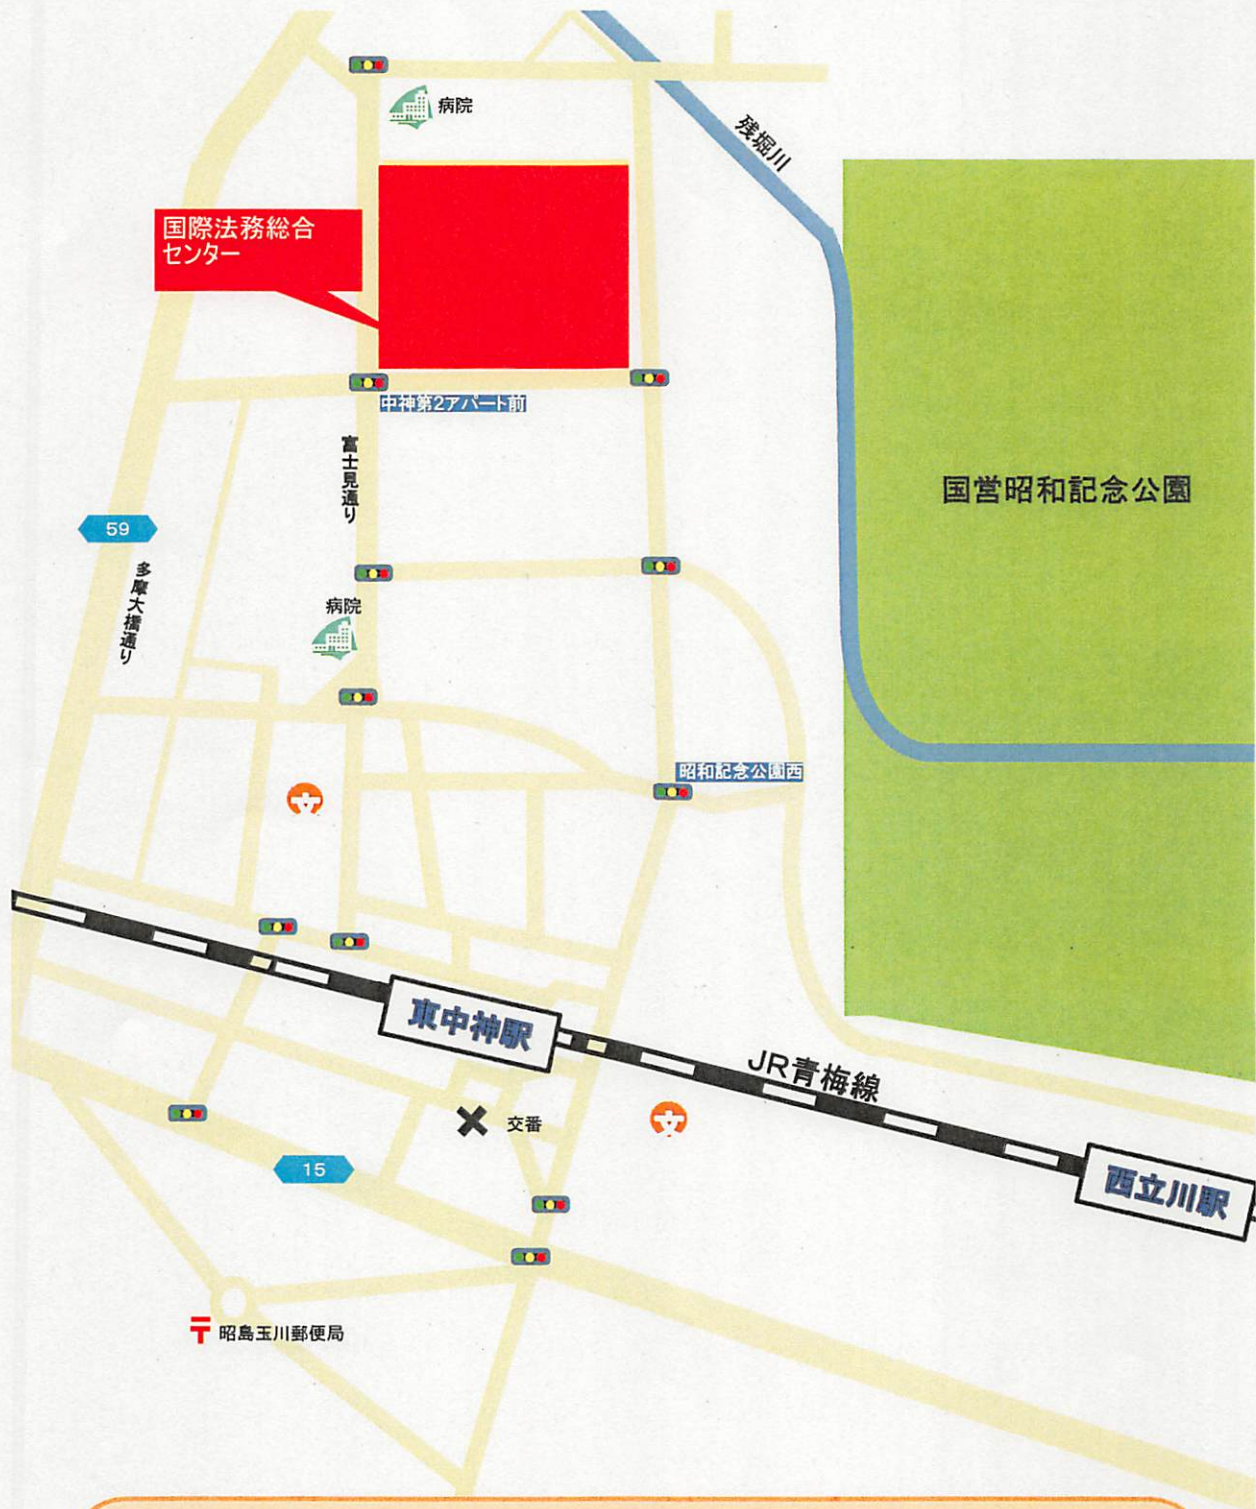 病院
残堀川
国際法務総合
センター
中神第2アパート前
富士見通り
国営昭和記念公園
59
多摩大橋通り
病院
昭和記念公園西
東中神駅
JR青梅線
交番
15
西立川駅
〒昭島玉川郵便局